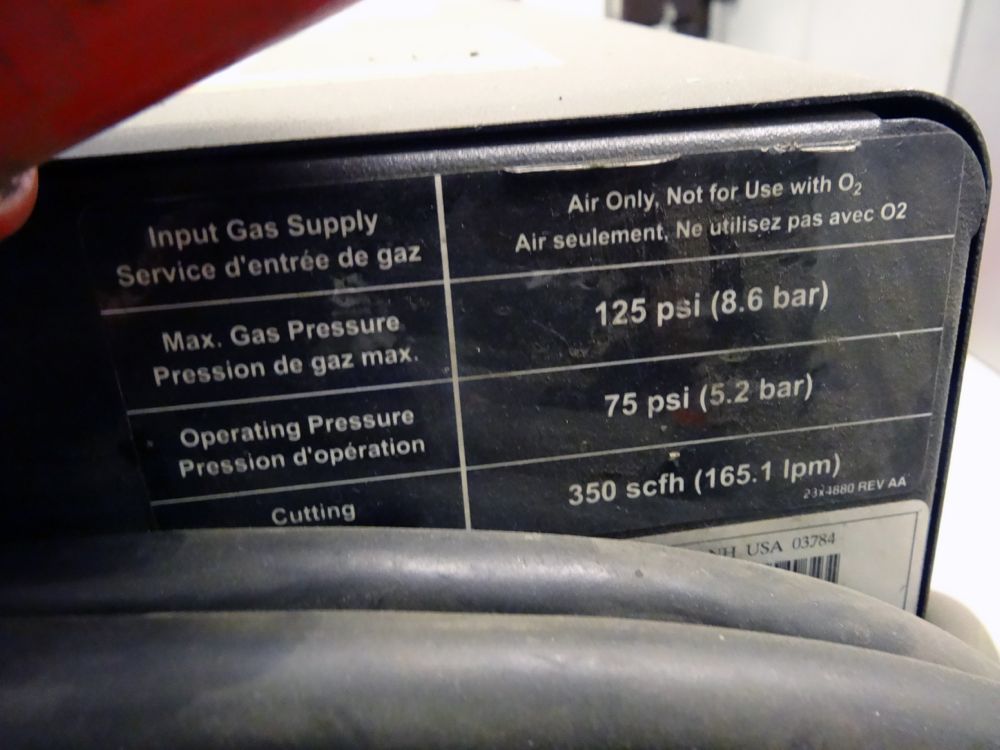 Input Gas Supply
Service d'entrée de gaz
Air Only, Not for Use with O₂
Air seulement, Ne utilisez pas avec O2
Max. Gas Pressure
Pression de gaz max.
125 psi (8.6 bar)
Operating Pressure
Pression d'opération
75 psi (5.2 bar)
Cutting
350 scfh (165.1 lpm)
REV AA
NH USA 03784